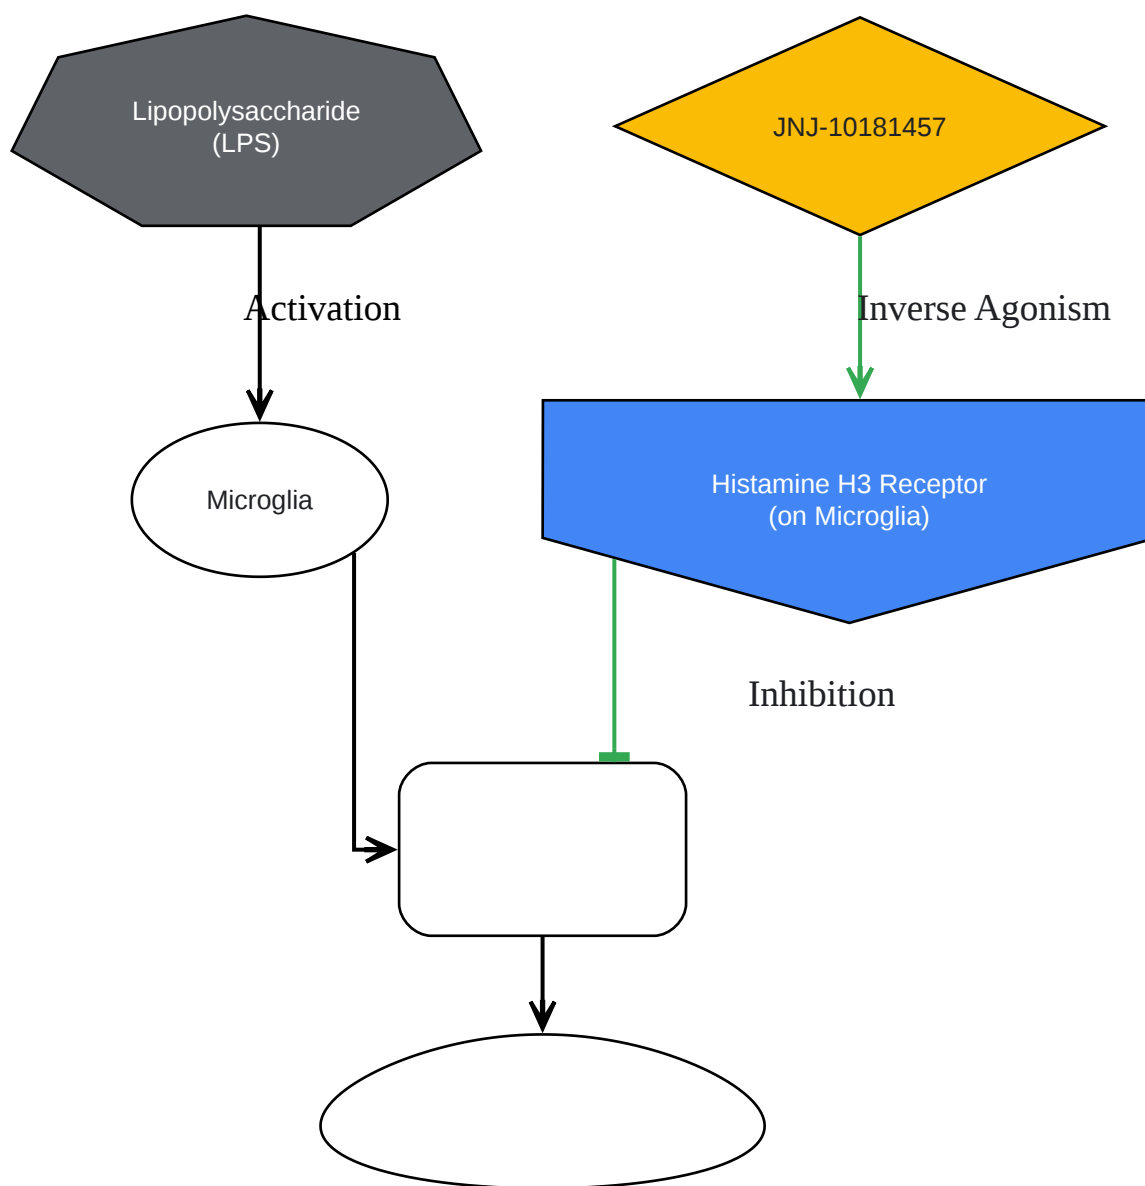 Lipopolysaccharide
(LPS)
JNJ-10181457
Activation
Inverse Agonism
Microglia
Histamine H3 Receptor
(on Microglia)
Inhibition